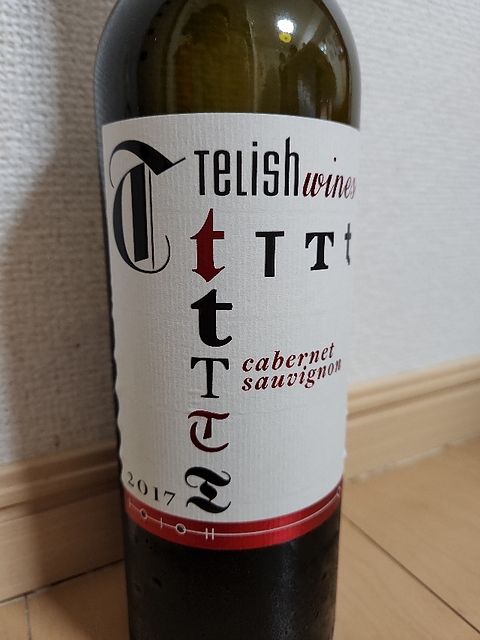 T TELISH wines
t T T t
t
T
cabernet
sauvignon
T
T
2017